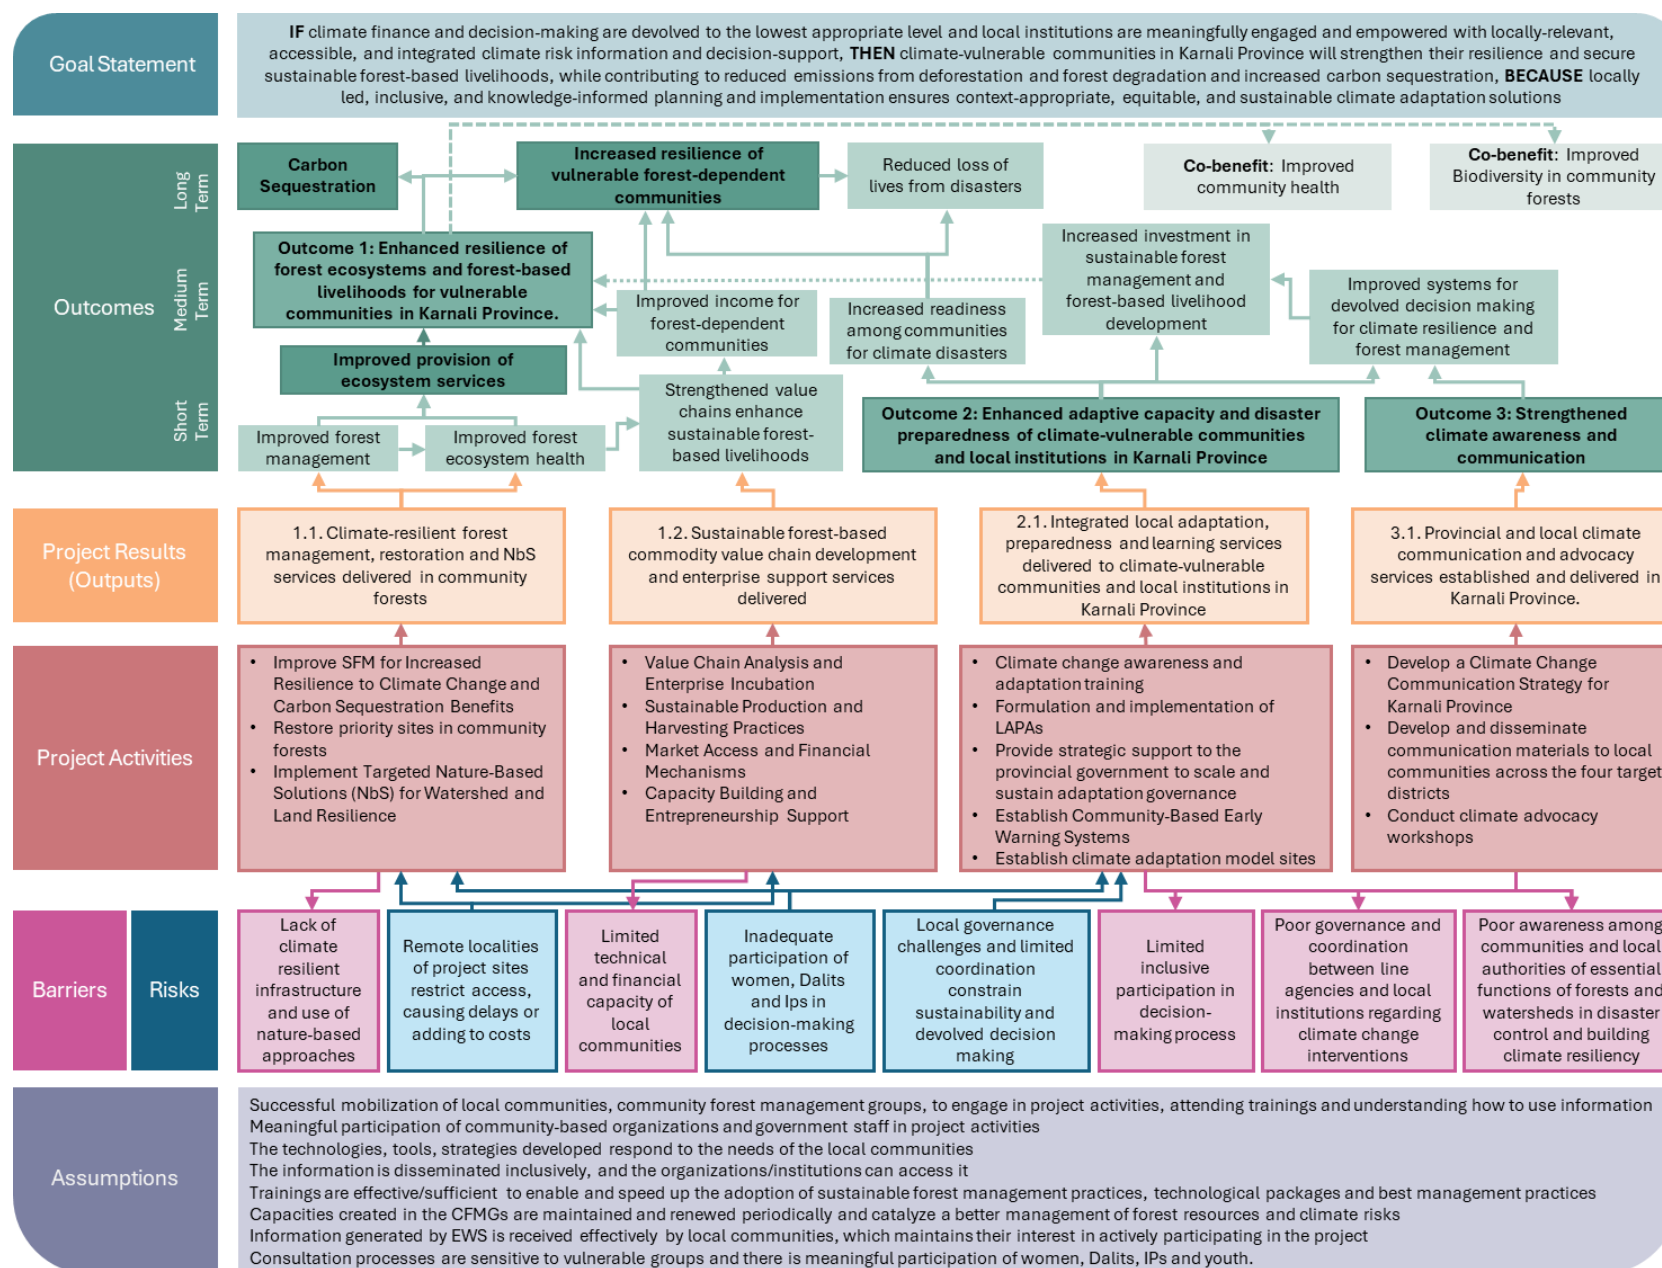 Goal Statement
IF climate finance and decision-making are devolved to the lowest appropriate level and local institutions are meaningfully engaged and empowered with locally-relevant,
accessible, and integrated climate risk information and decision-support, THEN climate-vulnerable communities in Karnali Province will strengthen their resilience and secure
sustainable forest-based livelihoods, while contributing to reduced emissions from deforestation and forest degradation and increased carbon sequestration, BECAUSE locally
led, inclusive, and knowledge-informed planning and implementation ensures context-appropriate, equitable, and sustainable climate adaptation solutions
Outcomes
Long
Term
Medium
Term
Short
Term
Carbon
Sequestration
Increased resilience of
vulnerable forest-dependent
communities
Reduced loss of
lives from disasters
Co-benefit: Improved
community health
Co-benefit: Improved
Biodiversity in community
forests
Outcome 1: Enhanced resilience of
forest ecosystems and forest-based
livelihoods for vulnerable
communities in Karnali Province.
Improved income for
forest-dependent
communities
Increased readiness
among communities
for climate disasters
Increased investment in
sustainable forest
management and
forest-based livelihood
development
Improved systems for
devolved decision making
for climate resilience and
forest management
Improved provision of
ecosystem services
Improved forest
management
Improved forest
ecosystem health
Strengthened value
chains enhance
sustainable forest-
based livelihoods
Outcome 2: Enhanced adaptive capacity and disaster
preparedness of climate-vulnerable communities
and local institutions in Karnali Province
Outcome 3: Strengthened
climate awareness and
communication
Project Results
(Outputs)
1.1. Climate-resilient forest
management, restoration and NbS
services delivered in community
forests
1.2. Sustainable forest-based
commodity value chain development
and enterprise support services
delivered
2.1. Integrated local adaptation,
preparedness and learning services
delivered to climate-vulnerable
communities and local institutions in
Karnali Province
3.1. Provincial and local climate
communication and advocacy
services established and delivered in
Karnali Province.
Project Activities
• Improve SFM for Increased
Resilience to Climate Change and
Carbon Sequestration Benefits
• Restore priority sites in community
forests
• Implement Targeted Nature-Based
Solutions (NbS) for Watershed and
Land Resilience
• Value Chain Analysis and
Enterprise Incubation
• Sustainable Production and
Harvesting Practices
• Market Access and Financial
Mechanisms
• Capacity Building and
Entrepreneurship Support
• Climate change awareness and
adaptation training
• Formulation and implementation of
LAPAs
• Provide strategic support to the
provincial government to scale and
sustain adaptation governance
• Establish Community-Based Early
Warning Systems
• Establish climate adaptation model sites
• Develop a Climate Change
Communication Strategy for
Karnali Province
• Develop and disseminate
communication materials to local
communities across the four target
districts
• Conduct climate advocacy
workshops
Barriers
Risks
Lack of
climate
resilient
infrastructure
and use of
nature-based
approaches
Remote localities
of project sites
restrict access,
causing delays or
adding to costs
Limited
technical
and financial
capacity of
local
communities
Inadequate
participation of
women, Dalits
and Ips in
decision-making
processes
Local governance
challenges and limited
coordination
constrain
sustainability and
devolved decision
making
Limited
inclusive
participation in
decision-
making process
Poor governance and
coordination
between line
agencies and local
institutions regarding
climate change
interventions
Poor awareness among
communities and local
authorities of essential
functions of forests and
watersheds in disaster
control and building
climate resiliency
Assumptions
Successful mobilization of local communities, community forest management groups, to engage in project activities, attending trainings and understanding how to use information
Meaningful participation of community-based organizations and government staff in project activities
The technologies, tools, strategies developed respond to the needs of the local communities
The information is disseminated inclusively, and the organizations/institutions can access it
Trainings are effective/sufficient to enable and speed up the adoption of sustainable forest management practices, technological packages and best management practices
Capacities created in the CFMGs are maintained and renewed periodically and catalyze a better management of forest resources and climate risks
Information generated by EWS is received effectively by local communities, which maintains their interest in actively participating in the project
Consultation processes are sensitive to vulnerable groups and there is meaningful participation of women, Dalits, IPs and youth.